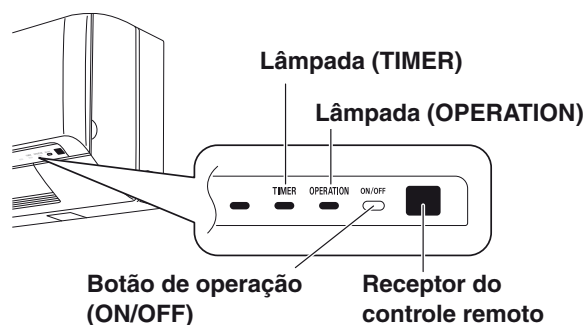 Lâmpada (TIMER)
Lâmpada (OPERATION)
TIMER OPERATION ON/OFF
Botão de operação
(ON/OFF)
Receptor do
controle remoto